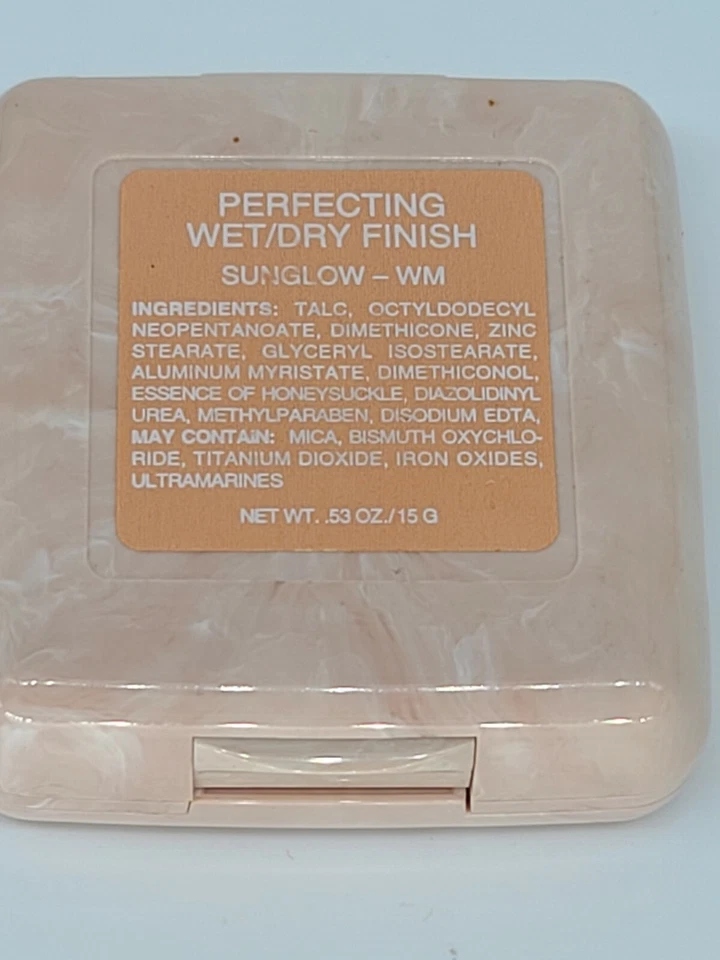 PERFECTING
WET/DRY FINISH
SUNGLOW – WM
INGREDIENTS: TALC, OCTYLDODECYL
NEOPENTANOATE, DIMETHICONE, ZINC
STEARATE, GLYCERYL ISOSTEARATE,
ALUMINUM MYRISTATE, DIMETHICONOL,
ESSENCE OF HONEYSUCKLE, DIAZOLIDINYL
UREA, METHYLPARABEN, DISODIUM EDTA,
MAY CONTAIN: MICA, BISMUTH OXYCHLO-
RIDE, TITANIUM DIOXIDE, IRON OXIDES,
ULTRAMARINES
NET WT. .53 OZ./15 G